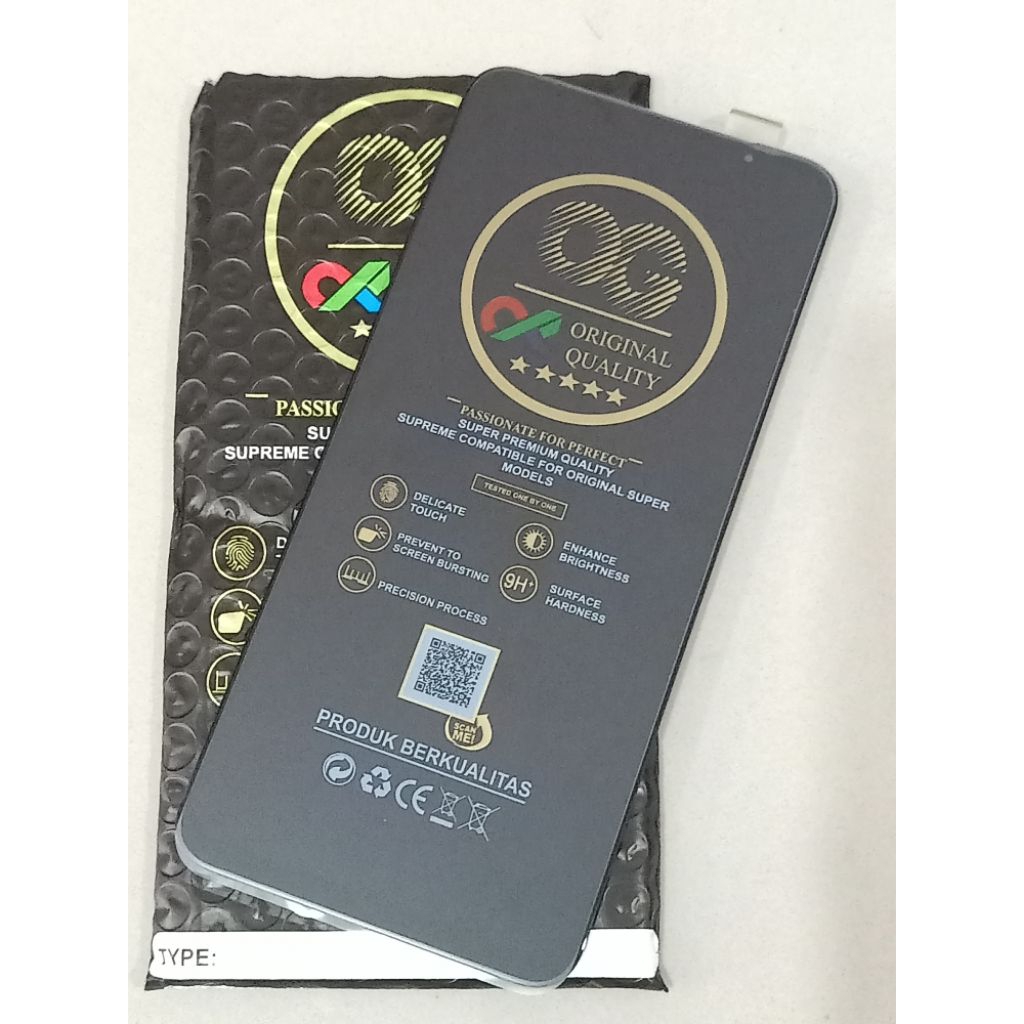 OG
PASSIO
SU
SUPREME C
D
TYPE:
OG
ORIGINAL
QUALITY
PASSIONATE FOR PERFECT
SUPER PREMIUM QUALITY
SUPREME COMPATIBLE FOR ORIGINAL SUPER
MODELS
TESTED ONE BY ONE
DELICATE
TOUCH
ENHANCE
BRIGHTNESS
PREVENT TO
SCREEN BURSTING
9H+
SURFACE
HARDNESS
PRECISION PROCESS
SCAN
ME!
PRODUK BERKUALITAS
CE